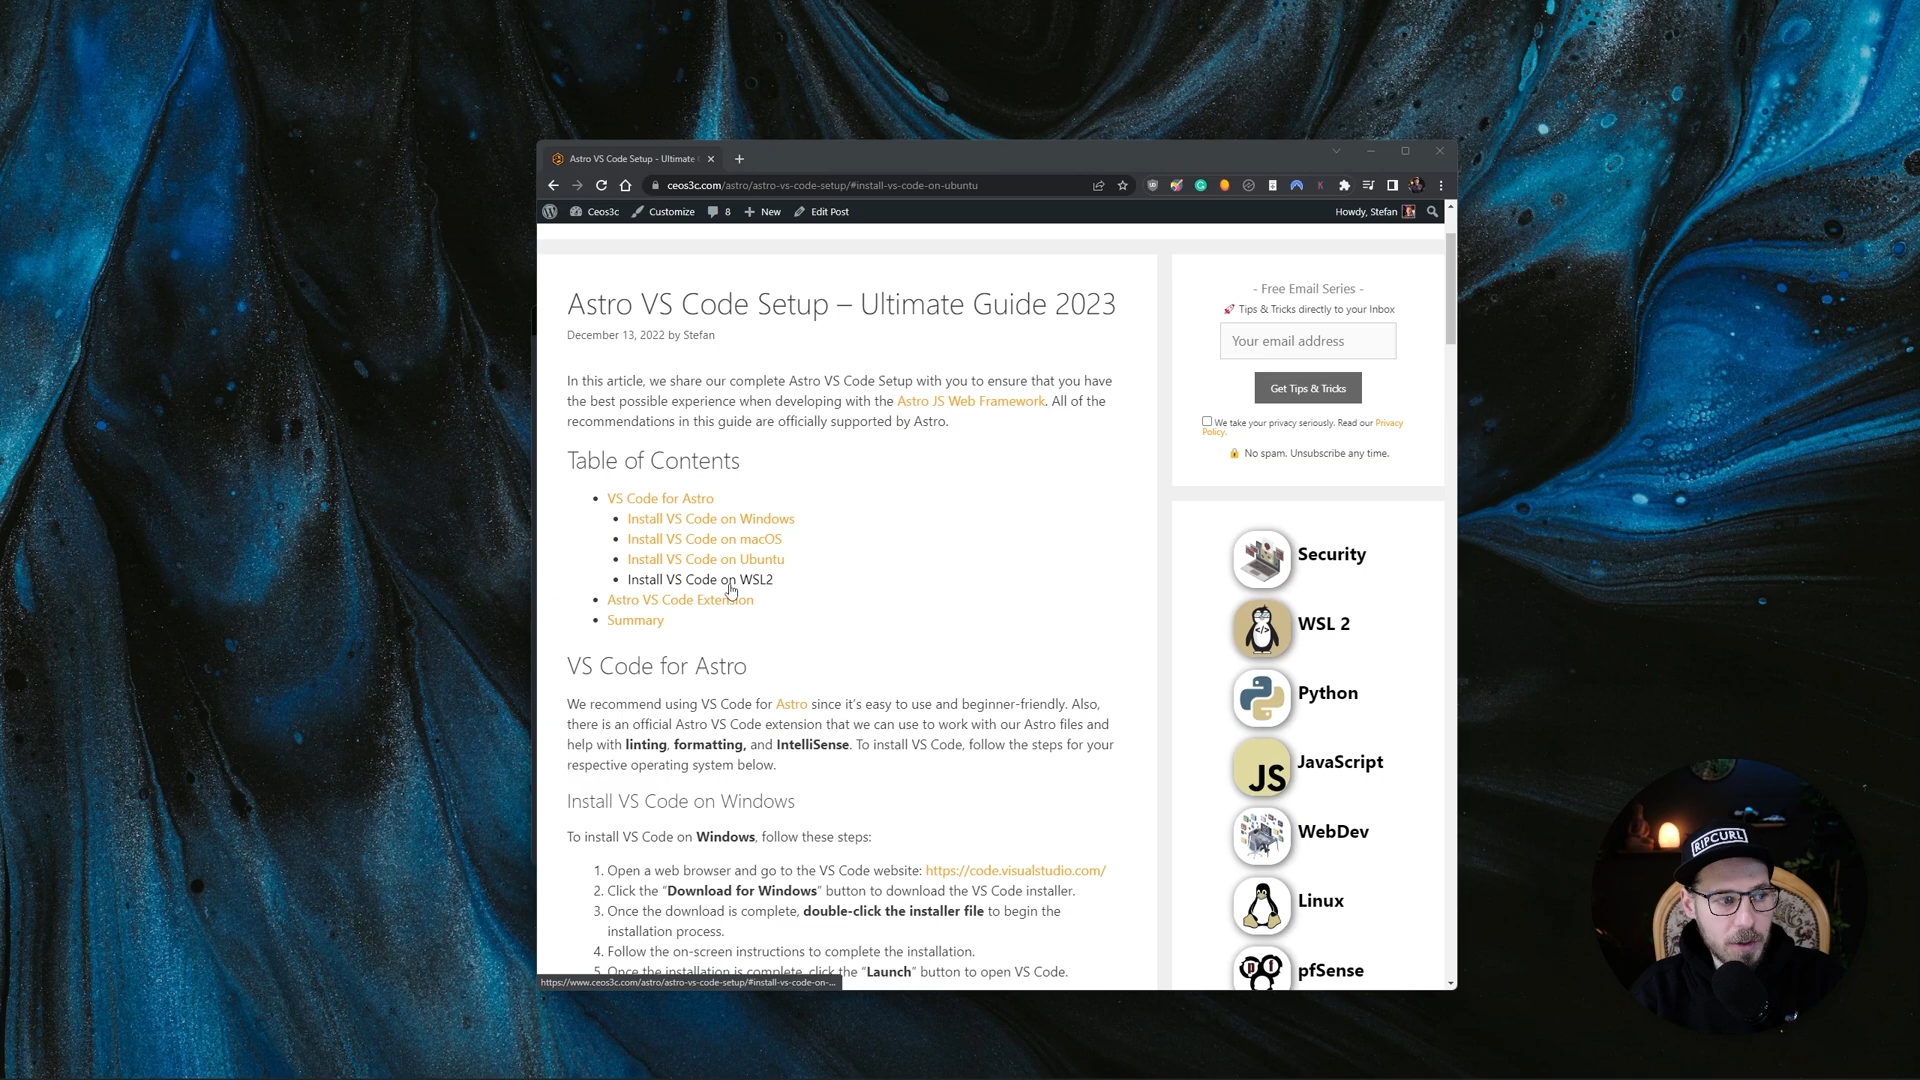 Astro VS Code Setup - Ultimate
ceos3c.com/astro/astro-vs-code-setup/#install-vs-code-on-ubuntu
Ceos3c Customize 8 New Edit Post Howdy, Stefan
Astro VS Code Setup – Ultimate Guide 2023
December 13, 2022 by Stefan
In this article, we share our complete Astro VS Code Setup with you to ensure that you have
the best possible experience when developing with the Astro JS Web Framework. All of the
recommendations in this guide are officially supported by Astro.
Table of Contents
• VS Code for Astro
• Install VS Code on Windows
• Install VS Code on macOS
• Install VS Code on Ubuntu
• Install VS Code on WSL2
• Astro VS Code Extension
• Summary
VS Code for Astro
We recommend using VS Code for Astro since it's easy to use and beginner-friendly. Also,
there is an official Astro VS Code extension that we can use to work with our Astro files and
help with linting, formatting, and IntelliSense. To install VS Code, follow the steps for your
respective operating system below.
Install VS Code on Windows
To install VS Code on Windows, follow these steps:
1. Open a web browser and go to the VS Code website: https://code.visualstudio.com/
2. Click the “Download for Windows” button to download the VS Code installer.
3. Once the download is complete, double-click the installer file to begin the
installation process.
4. Follow the on-screen instructions to complete the installation.
5. Once the installation is complete, click the “Launch” button to open VS Code.
https://www.ceos3c.com/astro/astro-vs-code-setup/#install-vs-code-on-...
- Free Email Series -
🚀 Tips & Tricks directly to your Inbox
Your email address
Get Tips & Tricks
We take your privacy seriously. Read our Privacy
Policy.
🔒 No spam. Unsubscribe any time.
Security
WSL 2
</>
Python
JavaScript
JS
WebDev
Linux
pfSense
pf
RIPCURL